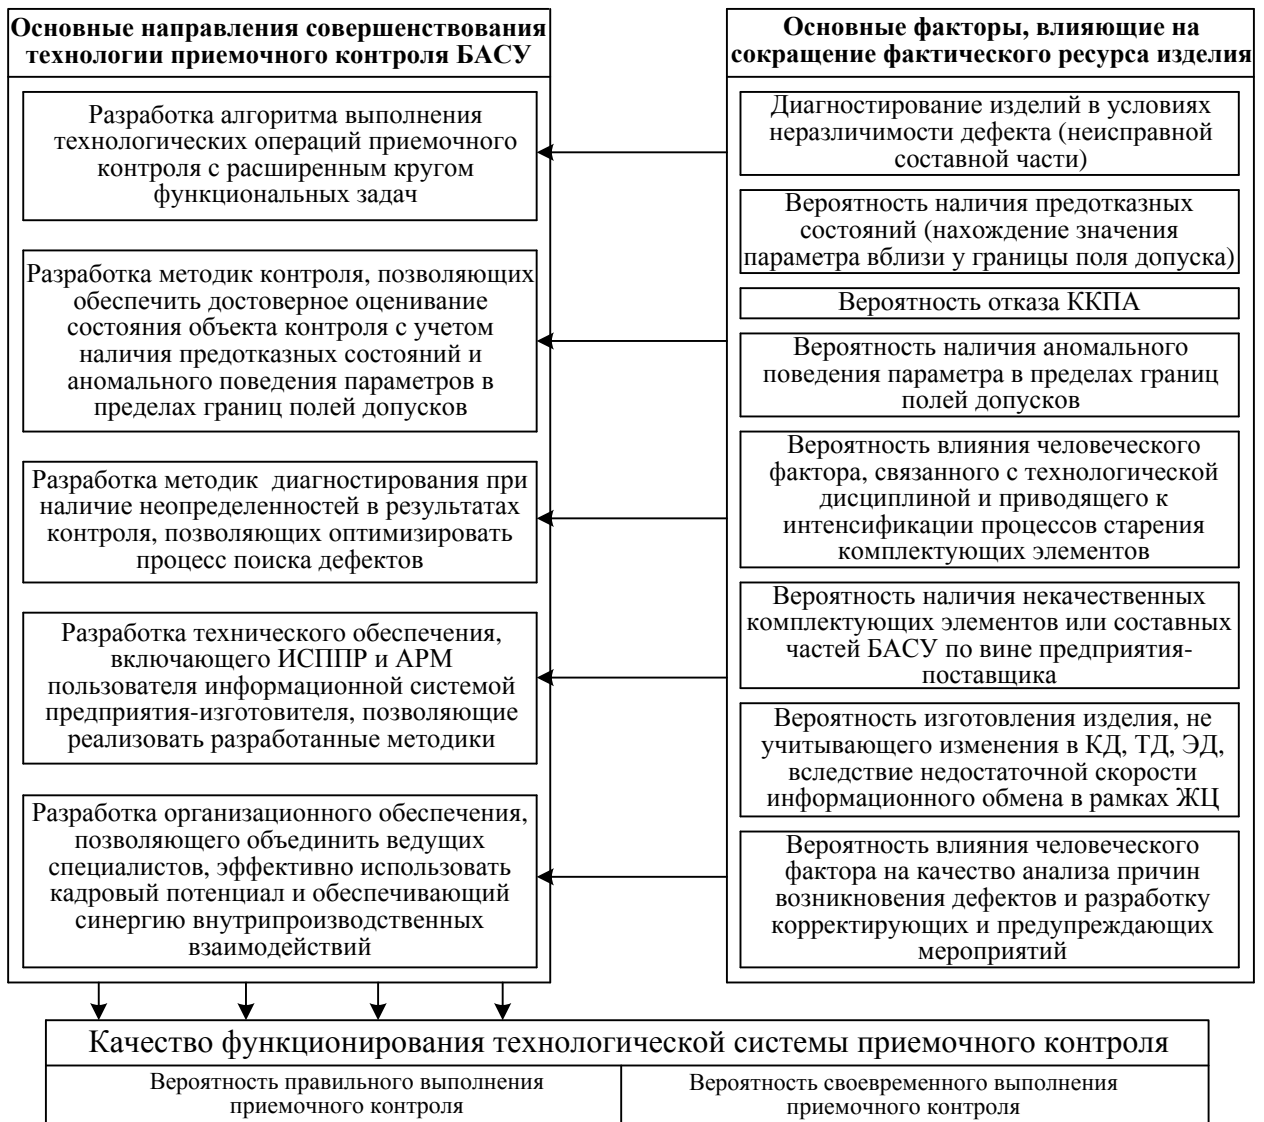 Основные направления совершенствования
технологии приемочного контроля БАСУ
Разработка алгоритма выполнения
технологических операций приемочного
контроля с расширенным кругом
функциональных задач
Разработка методик контроля, позволяющих
обеспечить достоверное оценивание
состояния объекта контроля с учетом
наличия предотказных состояний и
аномального поведения параметров в
пределах границ полей допусков
Разработка методик диагностирования при
наличие неопределенностей в результатах
контроля, позволяющих оптимизировать
процесс поиска дефектов
Разработка технического обеспечения,
включающего ИСППР и АРМ
пользователя информационной системой
предприятия-изготовителя, позволяющие
реализовать разработанные методики
Разработка организационного обеспечения,
позволяющего объединить ведущих
специалистов, эффективно использовать
кадровый потенциал и обеспечивающий
синергию внутрипроизводственных
взаимодействий
Основные факторы, влияющие на
сокращение фактического ресурса изделия
Диагностирование изделий в условиях
неразличимости дефекта (неисправной
составной части)
Вероятность наличия предотказных
состояний (нахождение значения
параметра вблизи у границы поля допуска)
Вероятность отказа ККПА
Вероятность наличия аномального
поведения параметра в пределах границ
полей допусков
Вероятность влияния человеческого
фактора, связанного с технологической
дисциплиной и приводящего к
интенсификации процессов старения
комплектующих элементов
Вероятность наличия некачественных
комплектующих элементов или составных
частей БАСУ по вине предприятия-
поставщика
Вероятность изготовления изделия, не
учитывающего изменения в КД, ТД, ЭД,
вследствие недостаточной скорости
информационного обмена в рамках ЖЦ
Вероятность влияния человеческого
фактора на качество анализа причин
возникновения дефектов и разработку
корректирующих и предупреждающих
мероприятий
Качество функционирования технологической системы приемочного контроля
Вероятность правильного выполнения
приемочного контроля
Вероятность своевременного выполнения
приемочного контроля